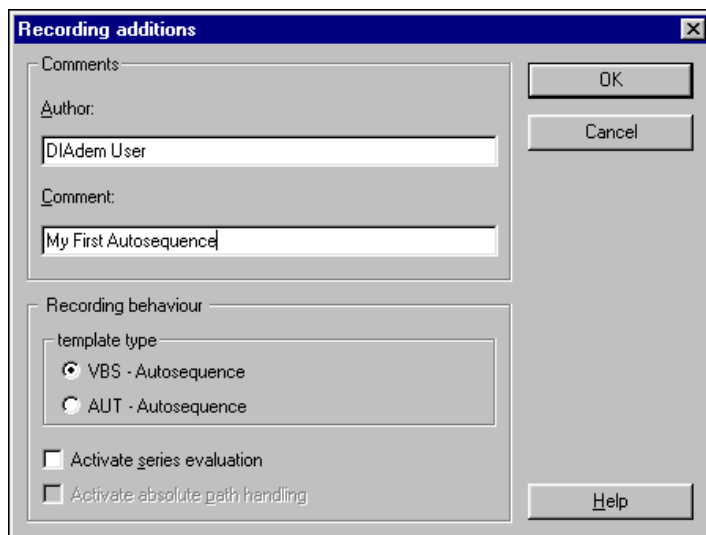 Recording additions
Comments
Author:
DIAdem User
Comment:
My First Autosequence
Recording behaviour
template type
VBS - Autosequence
AUT - Autosequence
Activate series evaluation
Activate absolute path handling
OK
Cancel
Help